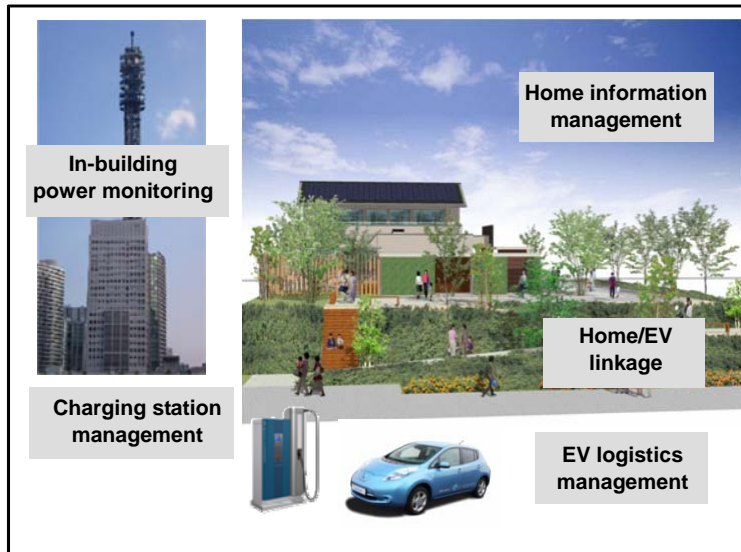 Home information
management
In-building
power monitoring
Home/EV
linkage
Charging station
management
EV logistics
management